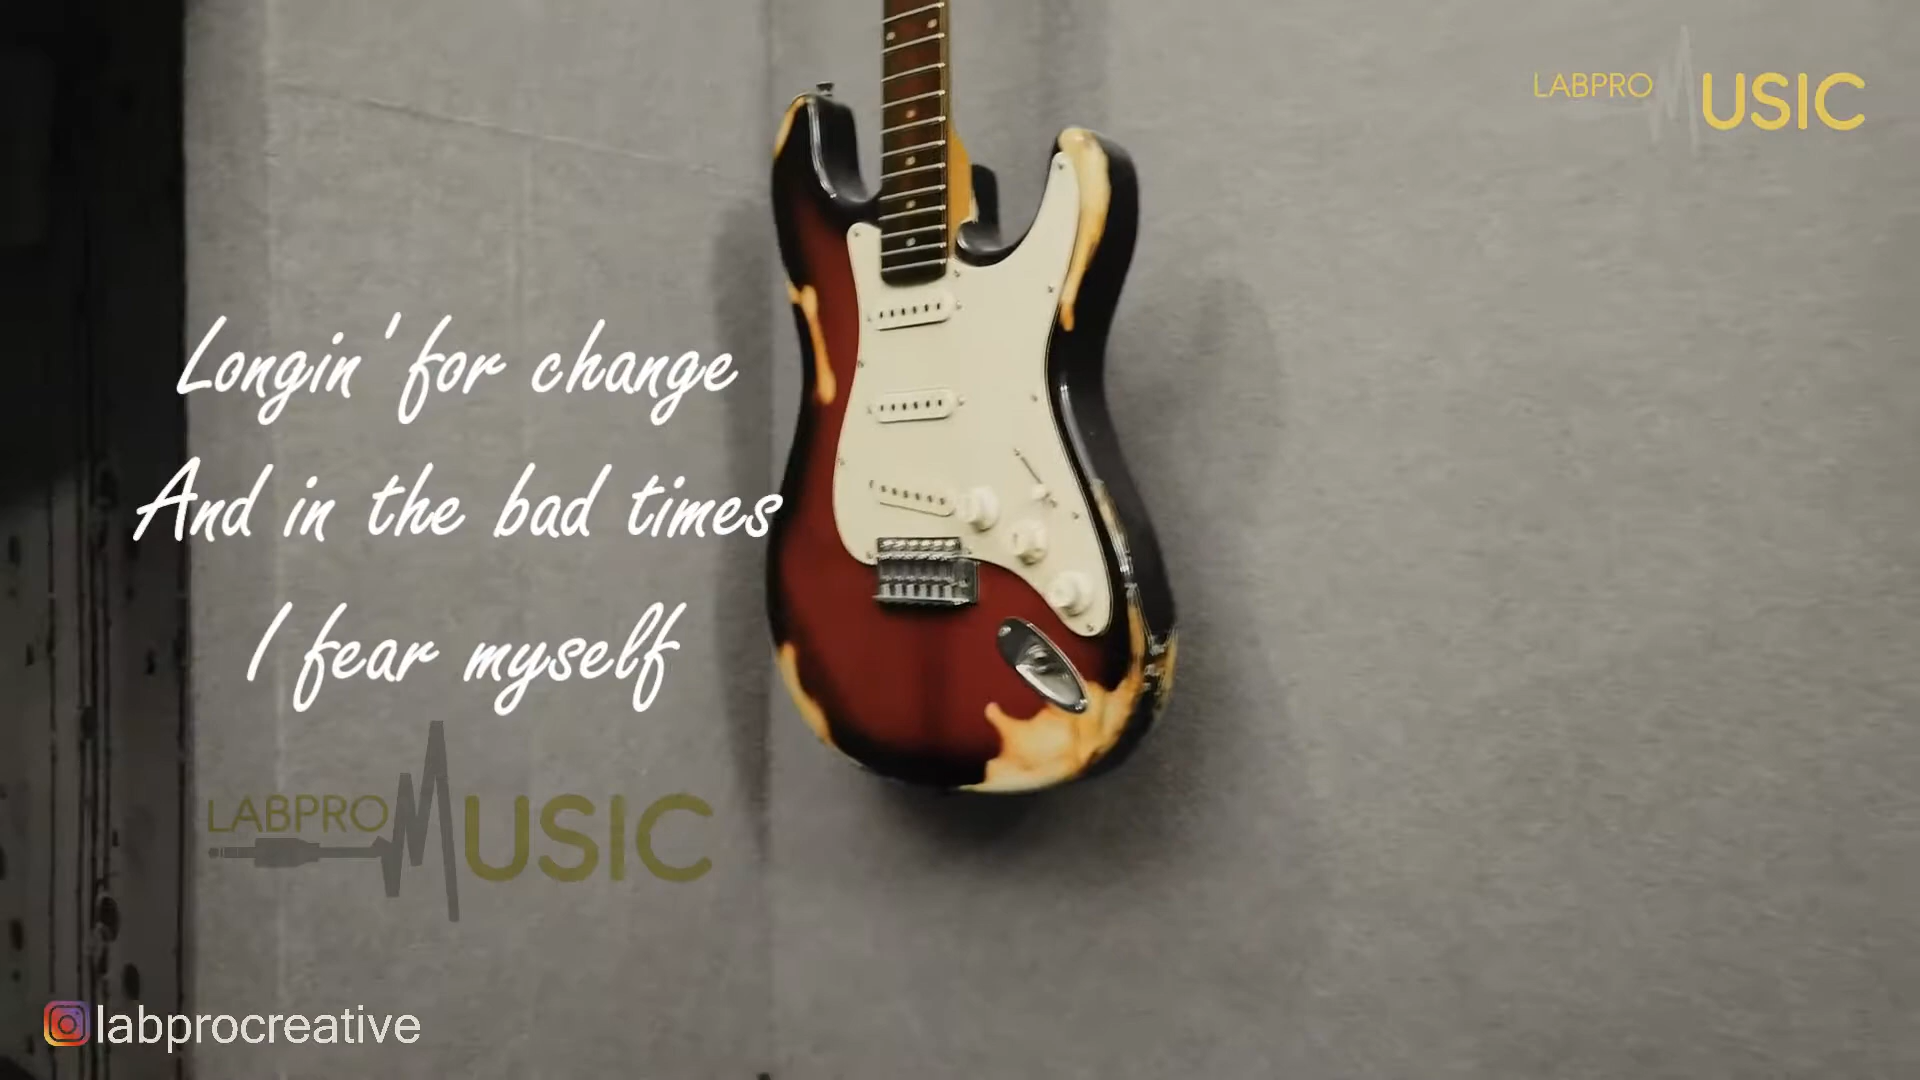 LABPRO MUSIC
Longin' for change
And in the bad times
I fear myself
LABPRO MUSIC
labprocreative